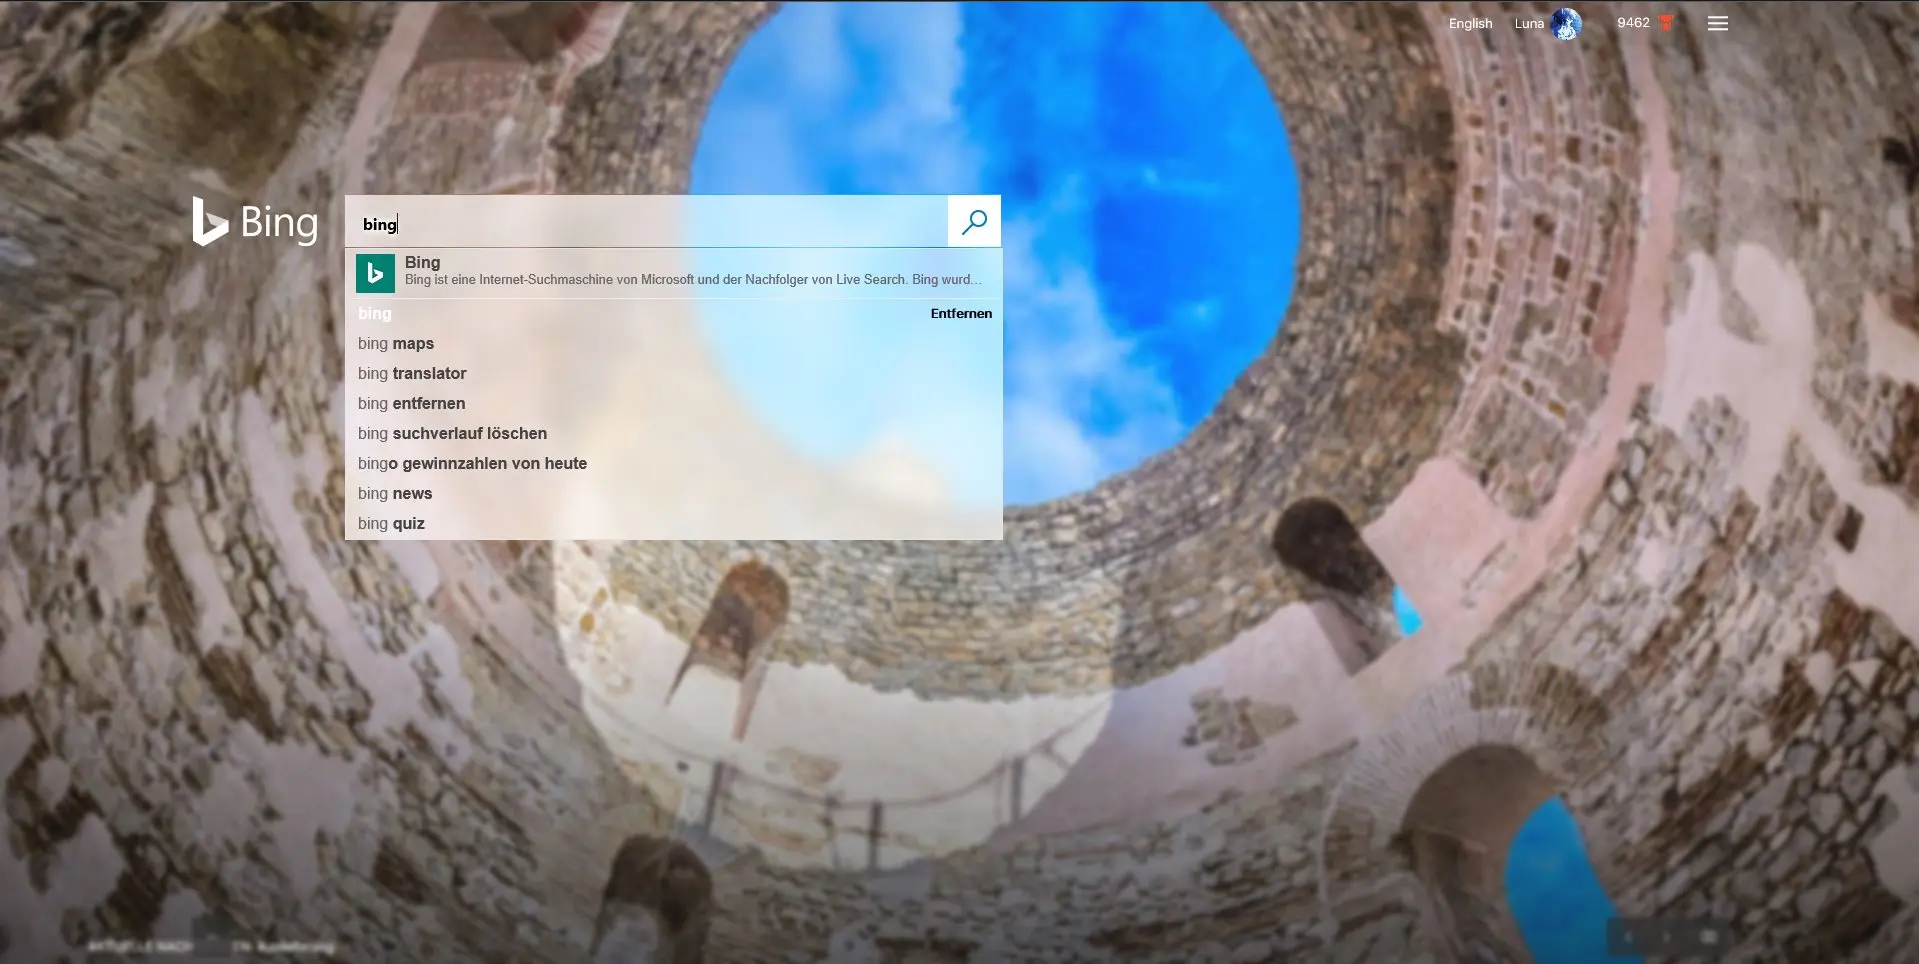 English Luna 9462
Bing
bing
Bing
Bing ist eine Internet-Suchmaschine von Microsoft und der Nachfolger von Live Search. Bing wurd...
bing Entfernen
bing maps
bing translator
bing entfernen
bing suchverlauf löschen
bingo gewinnzahlen von heute
bing news
bing quiz